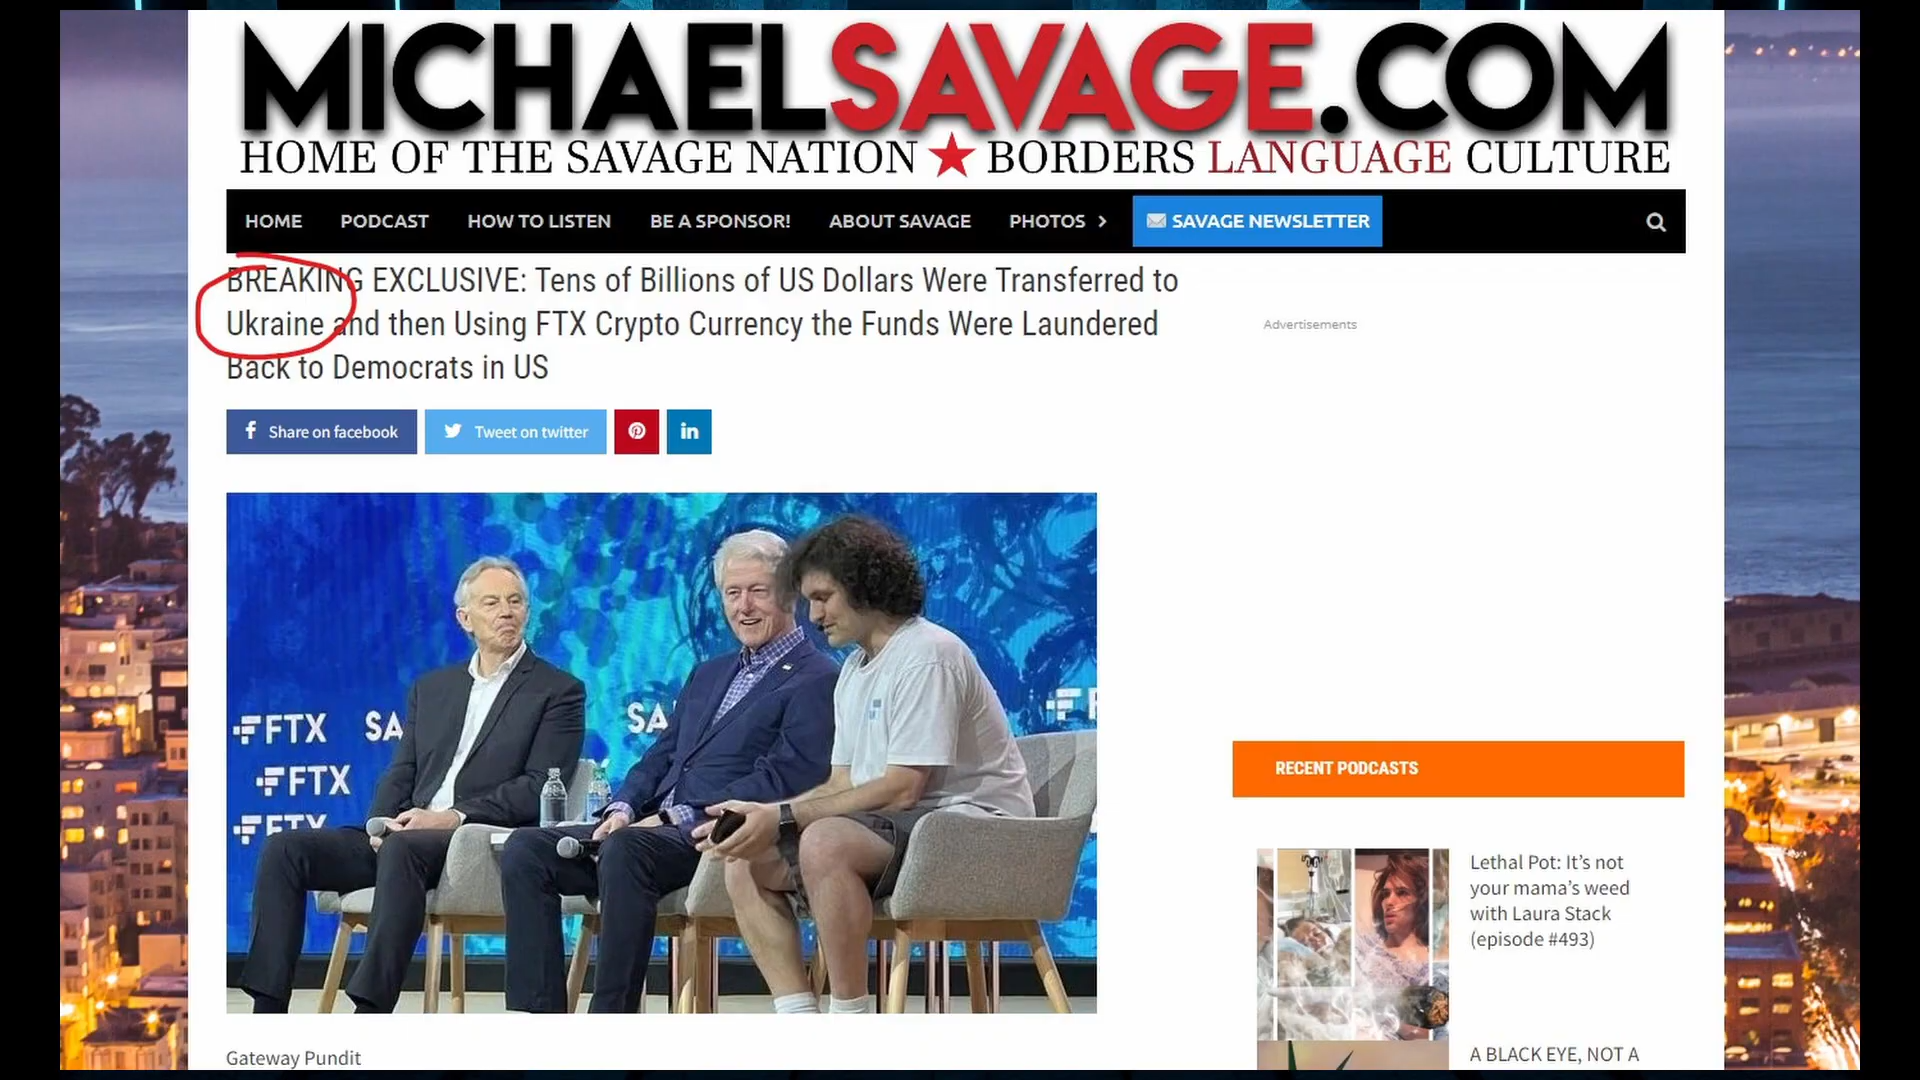 MICHAELSAVAGE.COM
HOME OF THE SAVAGE NATION ★ BORDERS LANGUAGE CULTURE
HOME PODCAST HOW TO LISTEN BE A SPONSOR! ABOUT SAVAGE PHOTOS SAVAGE NEWSLETTER
BREAKING EXCLUSIVE: Tens of Billions of US Dollars Were Transferred to
Ukraine and then Using FTX Crypto Currency the Funds Were Laundered
Back to Democrats in US
Share on facebook Tweet on twitter in
FTX SA SA
FTX
FTX
Gateway Pundit
Advertisements
RECENT PODCASTS
Lethal Pot: It’s not
your mama’s weed
with Laura Stack
(episode #493)
A BLACK EYE, NOT A